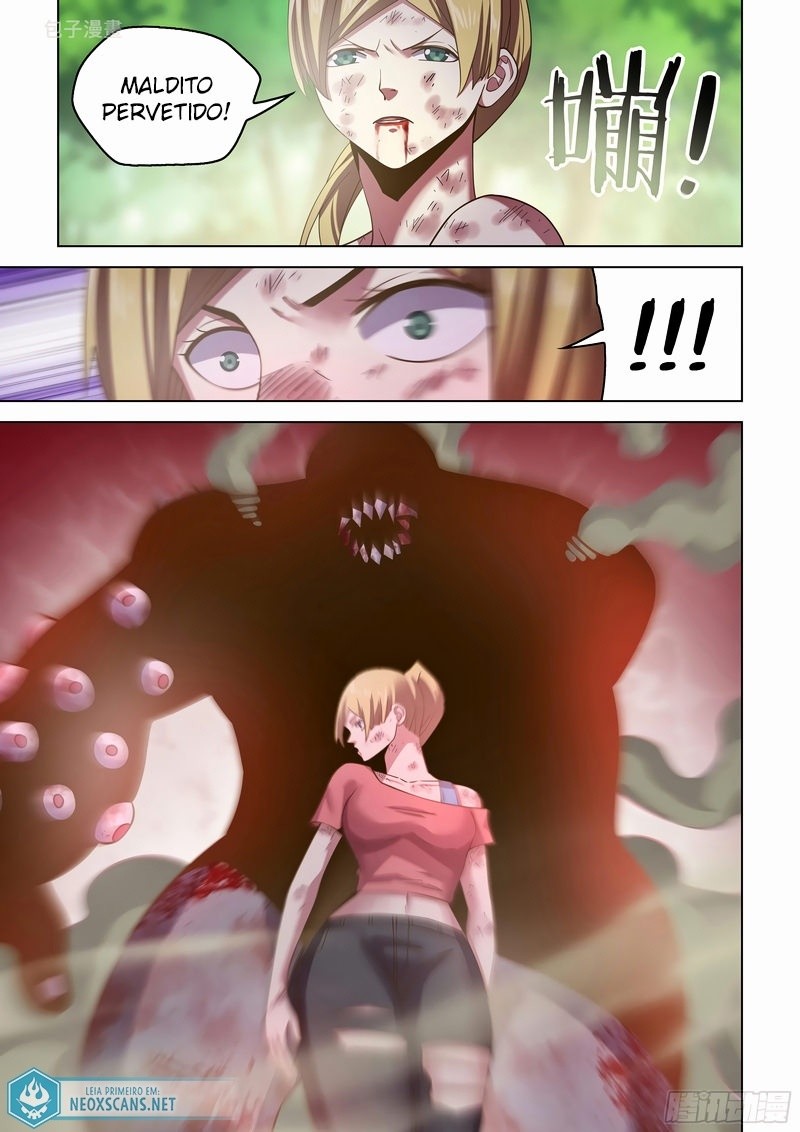 包子漫畫
MALDITO
PERVETIDO!
嘣!
!!!
LEIA PRIMEIRO EM:
NEOXSCANS.NET
腾讯动漫